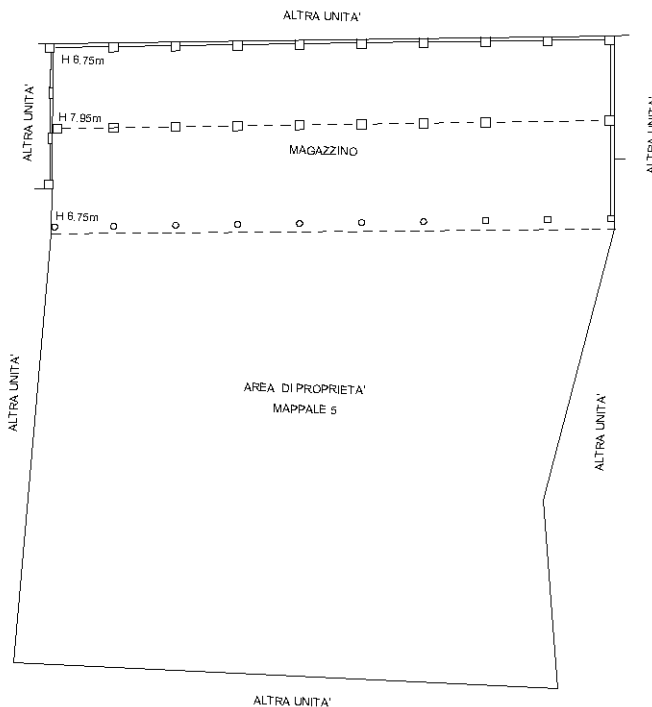 ALTRA UNITA'
H 6.75m
ALTRA UNITA'
H 7.95m
ALTRA UNITA'
MAGAZZINO
H 6.75m
AREA DI PROPRIETA'
MAPPALE 5
ALTRA UNITA'
ALTRA UNITA'
ALTRA UNITA'